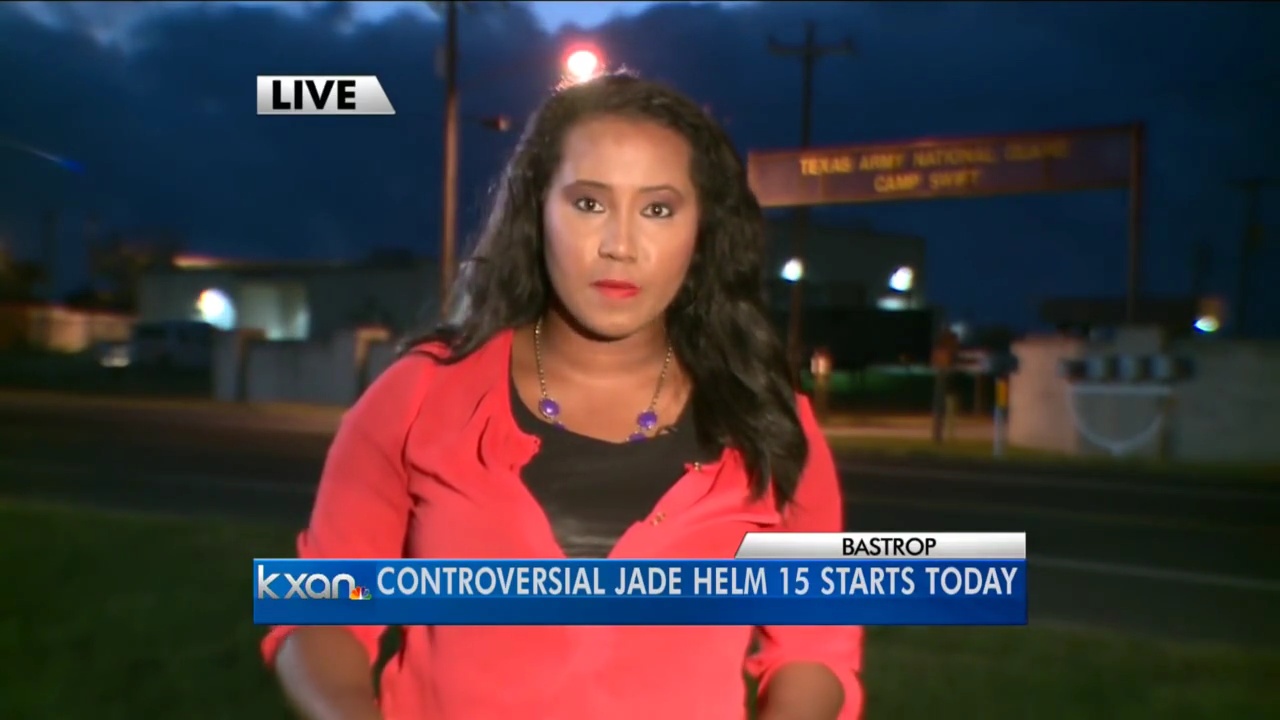 LIVE
TEXAS ARMY NATIONAL GUARD
CAMP SWIFT
BASTROP
kxan CONTROVERSIAL JADE HELM 15 STARTS TODAY